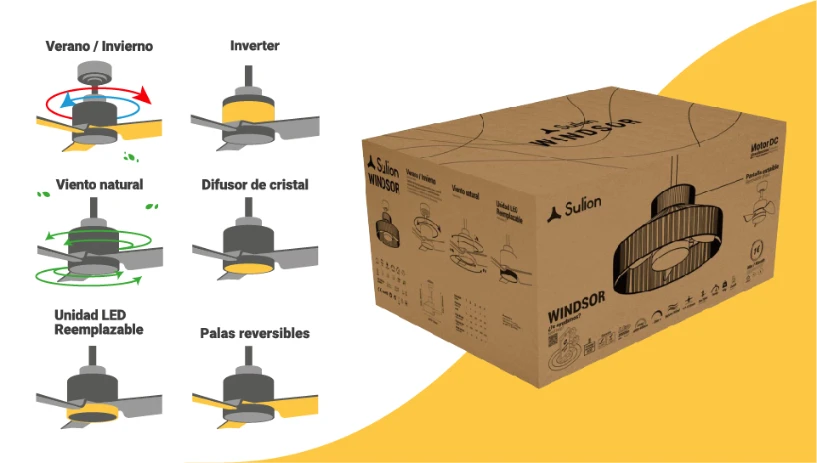 Verano / Invierno
Inverter
Viento natural
Difusor de cristal
Unidad LED
Reemplazable
Palas reversibles
Sulion
WINDSOR
Sulion
WINDSOR
Verano / Invierno
Viento natural
Unidad LED
Reemplazable
Motor DC
Sulion
WINDSOR